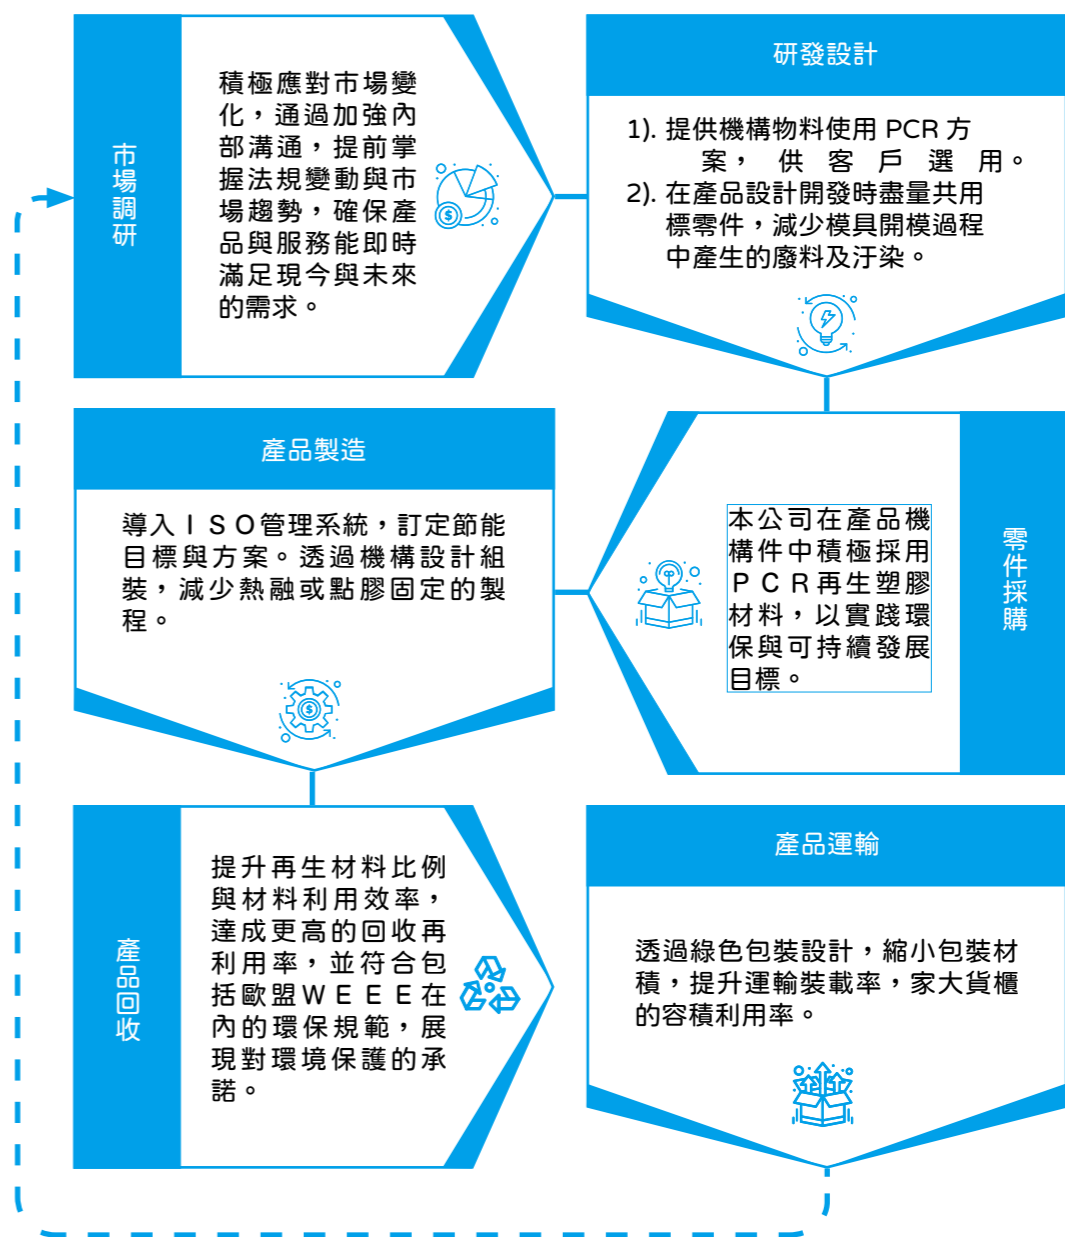 市場調研
積極應對市場變
化，通過加強內
部溝通，提前掌
握法規變動與市
場趨勢，確保產
品與服務能即時
滿足現今與未來
的需求。
研發設計
1). 提供機構物料使用 PCR 方
案，供客戶選用。
2). 在產品設計開發時盡量共用
標零件，減少模具開模過程
中產生的廢料及汙染。
零件採購
本公司在產品機
構件中積極採用
ＰＣＲ再生塑膠
材料，以實踐環
保與可持續發展
目標。
產品製造
導入ＩＳＯ管理系統，訂定節能
目標與方案。透過機構設計組
裝，減少熱融或點膠固定的製
程。
產品回收
提升再生材料比例
與材料利用效率，
達成更高的回收再
利用率，並符合包
括歐盟ＷＥＥＥ在
內的環保規範，展
現對環境保護的承
諾。
產品運輸
透過綠色包裝設計，縮小包裝材
積，提升運輸裝載率，家大貨櫃
的容積利用率。